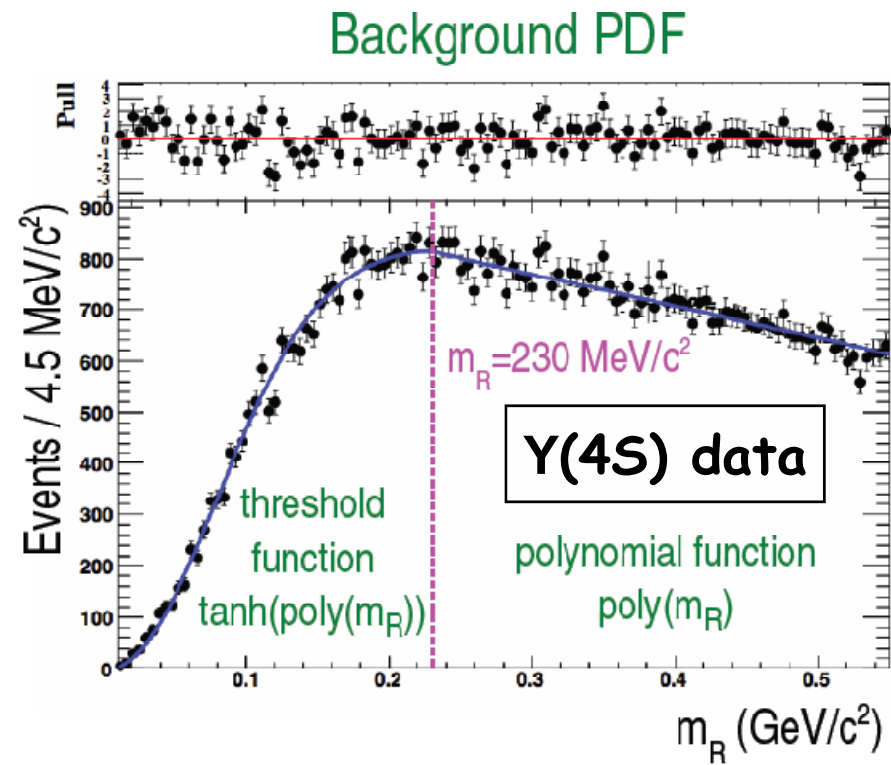 Background PDF
Pull
4
3
2
1
0
-1
-2
-3
-4
Events / 4.5 MeV/c²
900
800
700
600
500
400
300
200
100
0
m_R=230 MeV/c²
Y(4S) data
threshold
function
tanh(poly(m_R))
polynomial function
poly(m_R)
0.1 0.2 0.3 0.4 0.5
m_R (GeV/c²)